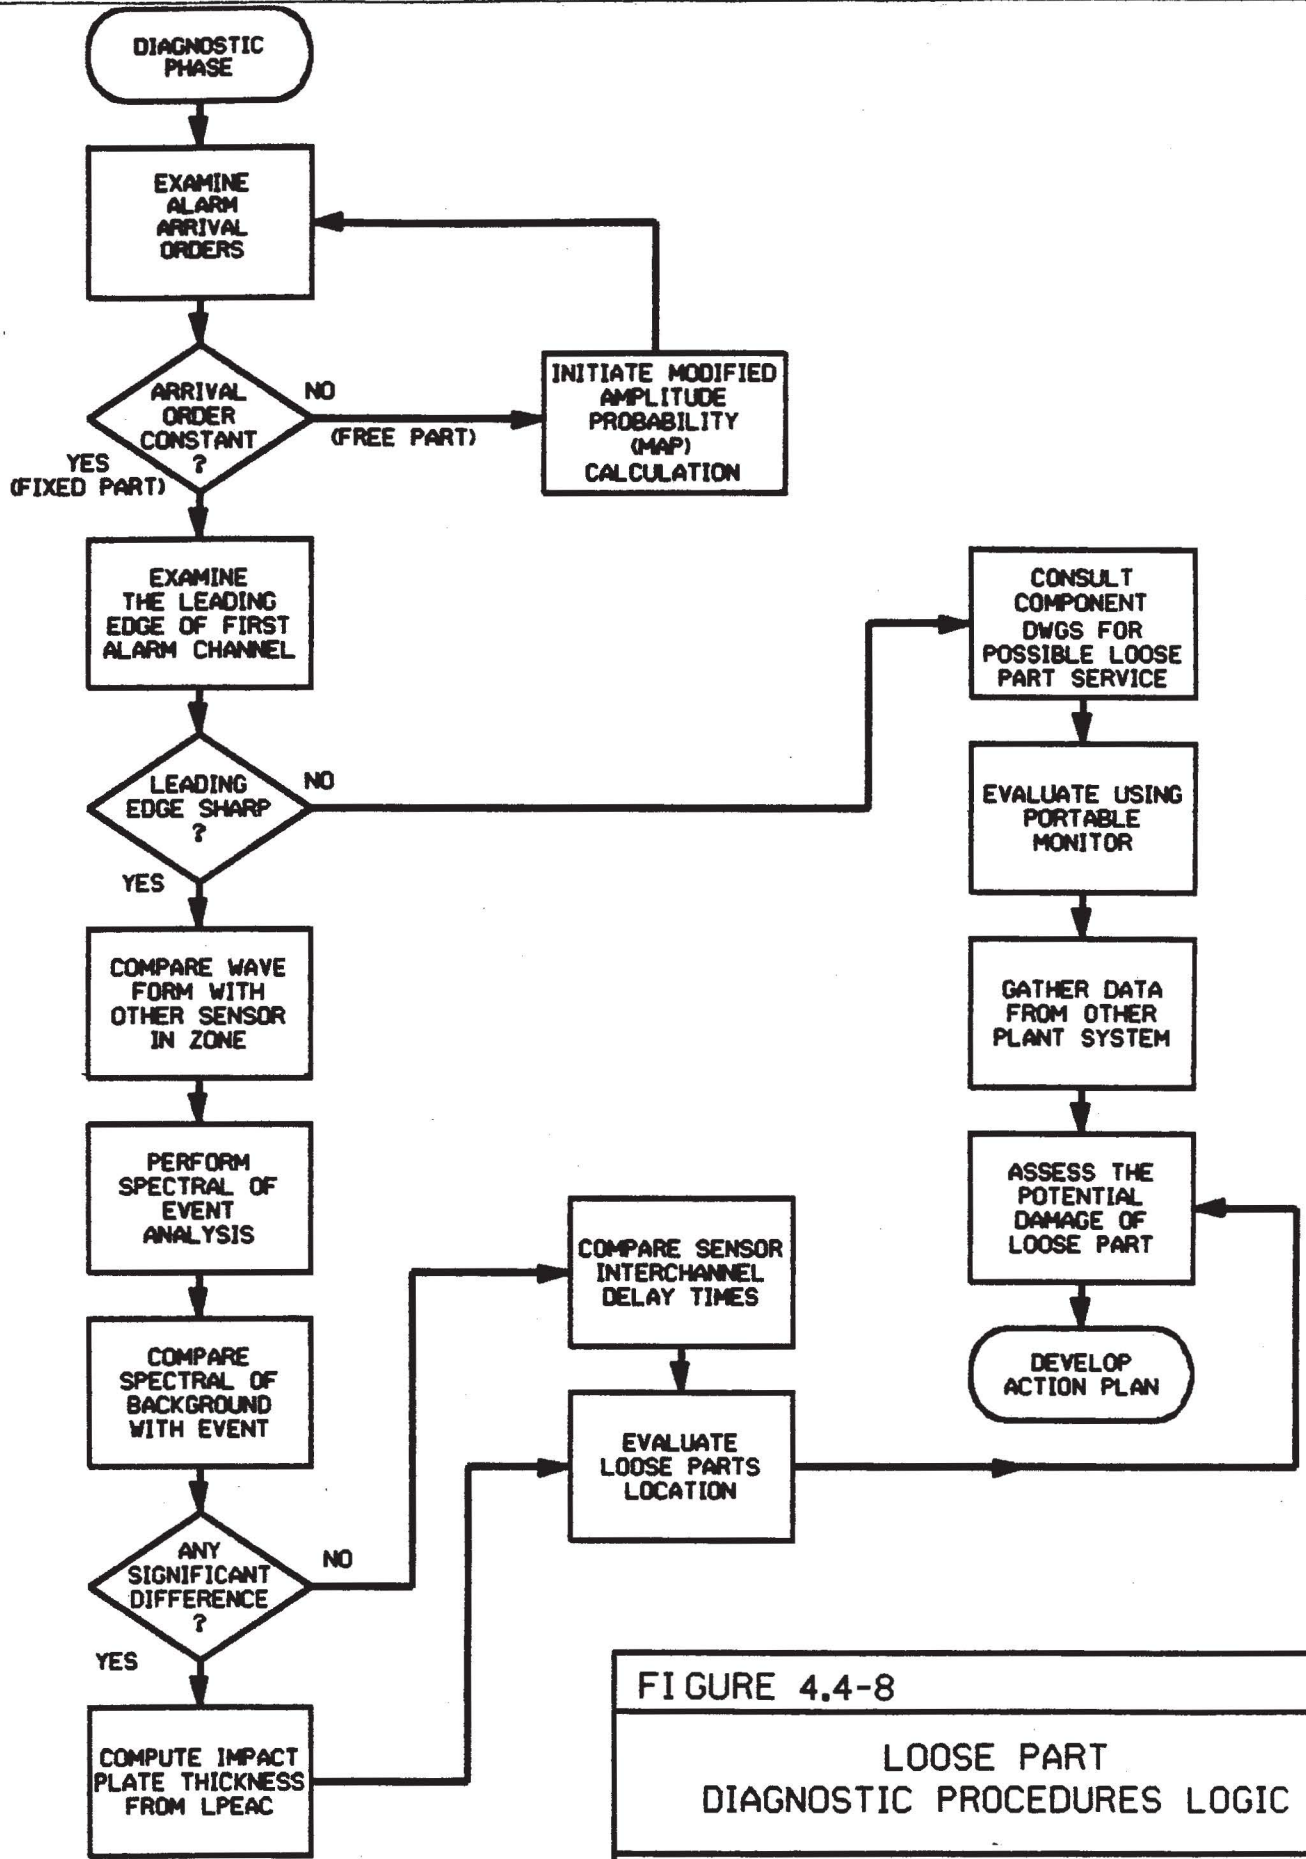 DIAGNOSTIC
PHASE
EXAMINE
ALARM
ARRIVAL
ORDERS
ARRIVAL
ORDER
CONSTANT
?
NO
(FREE PART)
YES
(FIXED PART)
INITIATE MODIFIED
AMPLITUDE
PROBABILITY
(MAP)
CALCULATION
EXAMINE
THE LEADING
EDGE OF FIRST
ALARM CHANNEL
LEADING
EDGE SHARP
?
NO
YES
CONSULT
COMPONENT
DWGS FOR
POSSIBLE LOOSE
PART SERVICE
EVALUATE USING
PORTABLE
MONITOR
GATHER DATA
FROM OTHER
PLANT SYSTEM
ASSESS THE
POTENTIAL
DAMAGE OF
LOOSE PART
DEVELOP
ACTION PLAN
COMPARE WAVE
FORM WITH
OTHER SENSOR
IN ZONE
PERFORM
SPECTRAL OF
EVENT
ANALYSIS
COMPARE
SPECTRAL OF
BACKGROUND
WITH EVENT
ANY
SIGNIFICANT
DIFFERENCE
?
NO
YES
COMPARE SENSOR
INTERCHANNEL
DELAY TIMES
EVALUATE
LOOSE PARTS
LOCATION
COMPUTE IMPACT
PLATE THICKNESS
FROM LPEAC
FIGURE 4.4-8
LOOSE PART
DIAGNOSTIC PROCEDURES LOGIC